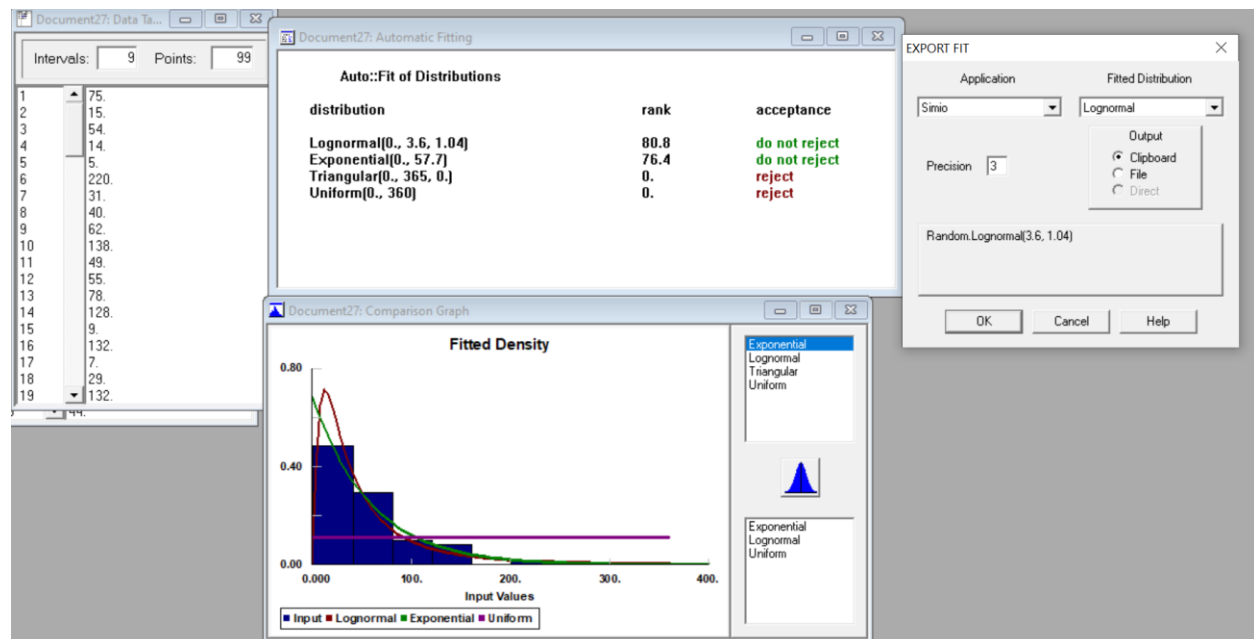 Document27: Data Ta...
Intervals: 9 Points: 99
1 75.
2 15.
3 54.
4 14.
5 5.
6 220.
7 31.
8 40.
9 62.
10 138.
11 49.
12 55.
13 78.
14 128.
15 9.
16 132.
17 7.
18 29.
19 132.
44.
Document27: Automatic Fitting
Auto::Fit of Distributions
distribution rank acceptance
Lognormal(0., 3.6, 1.04) 80.8 do not reject
Exponential(0., 57.7) 76.4 do not reject
Triangular(0., 365, 0.) 0. reject
Uniform(0., 360) 0. reject
Document27: Comparison Graph
Fitted Density
0.80
0.40
0.00
0.000 100. 200. 300. 400.
Input Values
Input Lognormal Exponential Uniform
Exponential
Lognormal
Triangular
Uniform
Exponential
Lognormal
Uniform
EXPORT FIT
Application Fitted Distribution
Simio Lognormal
Output
Precision 3
Clipboard
File
Direct
Random.Lognormal(3.6, 1.04)
OK Cancel Help